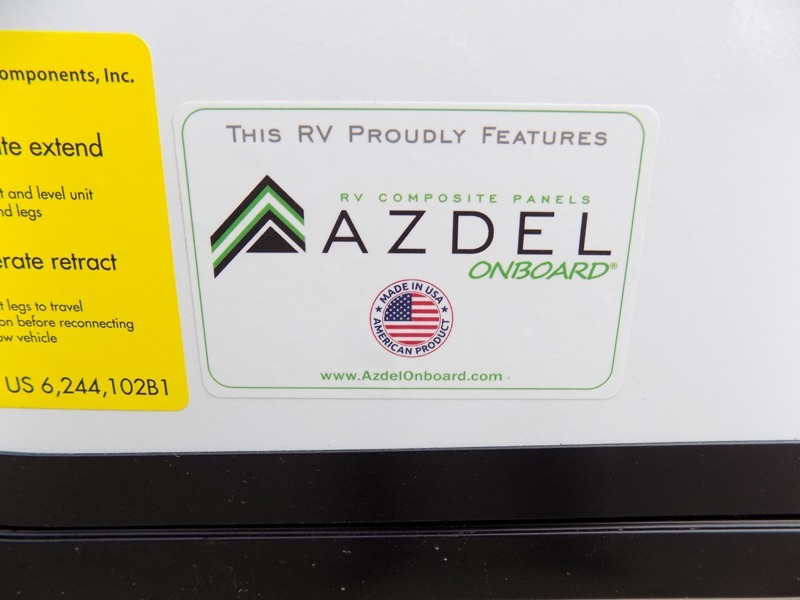 omponents, Inc.
te extend
t and level unit
nd legs
erate retract
t legs to travel
on before reconnecting
ow vehicle
US 6,244,102B1
THIS RV PROUDLY FEATURES
RV COMPOSITE PANELS
AZDEL
ONBOARD®
MADE IN USA
AMERICAN PRODUCT
www.AzdelOnboard.com